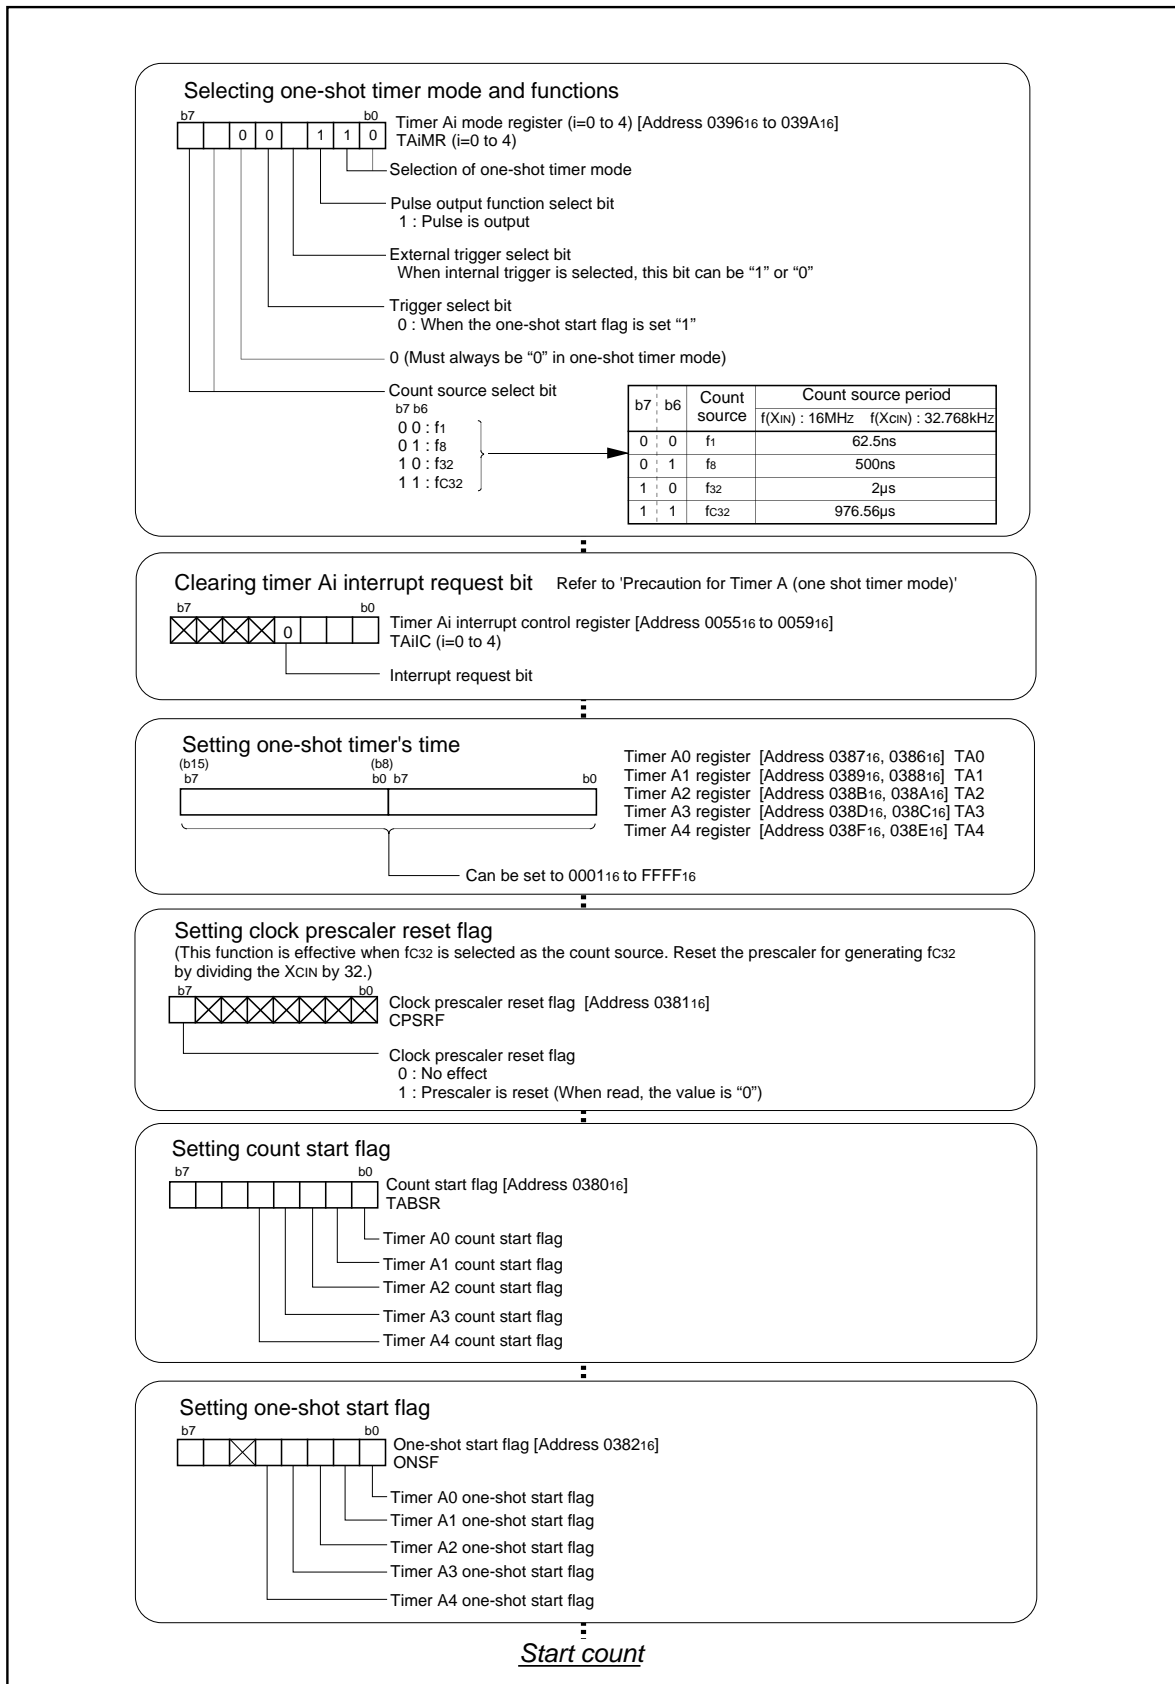 Selecting one-shot timer mode and functions
b7 b0
0 0 1 1 0
Timer Ai mode register (i=0 to 4) [Address 039616 to 039A16]
TAiMR (i=0 to 4)
Selection of one-shot timer mode
Pulse output function select bit
1 : Pulse is output
External trigger select bit
When internal trigger is selected, this bit can be “1” or “0”
Trigger select bit
0 : When the one-shot start flag is set “1”
0 (Must always be “0” in one-shot timer mode)
Count source select bit
b7 b6
0 0 : f1
0 1 : f8
1 0 : f32
1 1 : fC32
b7 b6 Count source Count source period
f(XIN) : 16MHz f(XCIN) : 32.768kHz
0 0 f1 62.5ns
0 1 f8 500ns
1 0 f32 2µs
1 1 fC32 976.56µs
Clearing timer Ai interrupt request bit Refer to 'Precaution for Timer A (one shot timer mode)'
b7 b0
0
Timer Ai interrupt control register [Address 005516 to 005916]
TAiIC (i=0 to 4)
Interrupt request bit
Setting one-shot timer's time
(b15) (b8)
b7 b0 b7 b0
Timer A0 register [Address 038716, 038616] TA0
Timer A1 register [Address 038916, 038816] TA1
Timer A2 register [Address 038B16, 038A16] TA2
Timer A3 register [Address 038D16, 038C16] TA3
Timer A4 register [Address 038F16, 038E16] TA4
Can be set to 000116 to FFFF16
Setting clock prescaler reset flag
(This function is effective when fC32 is selected as the count source. Reset the prescaler for generating fC32
by dividing the XCIN by 32.)
b7 b0
Clock prescaler reset flag [Address 038116]
CPSRF
Clock prescaler reset flag
0 : No effect
1 : Prescaler is reset (When read, the value is “0”)
Setting count start flag
b7 b0
Count start flag [Address 038016]
TABSR
Timer A0 count start flag
Timer A1 count start flag
Timer A2 count start flag
Timer A3 count start flag
Timer A4 count start flag
Setting one-shot start flag
b7 b0
One-shot start flag [Address 038216]
ONSF
Timer A0 one-shot start flag
Timer A1 one-shot start flag
Timer A2 one-shot start flag
Timer A3 one-shot start flag
Timer A4 one-shot start flag
Start count